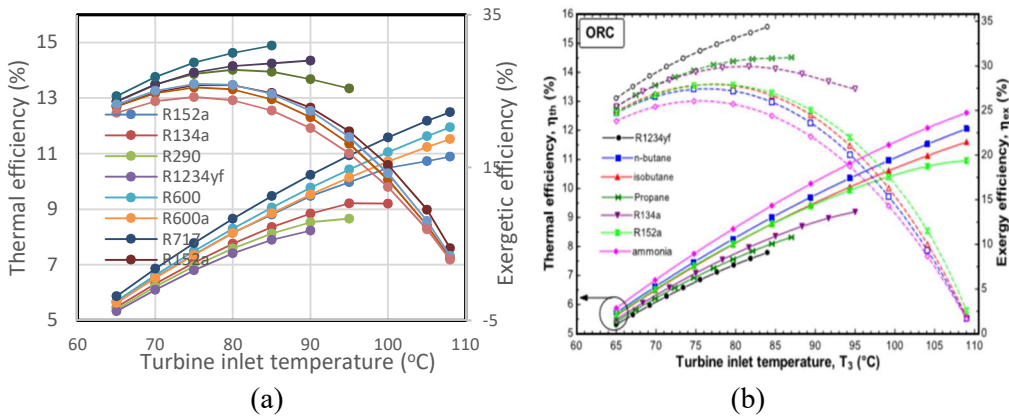 35
15
13
11
9
7
5
15
-5
60
70
80
90
100
110
Thermal efficiency (%)
Exergetic efficiency (%)
R152a
R134a
R290
R1234yf
R600
R600a
R717
R152a
Turbine inlet temperature (°C)
(a)
ORC
16
15
14
13
12
11
10
9
8
7
6
5
35
30
25
20
15
10
5
0
60 65 70 75 80 85 90 95 100 105 110
Thermal efficiency, ηth (%)
Exergy efficiency, ηex (%)
R1234yf
n-butane
isobutane
Propane
R134a
R152a
ammonia
Turbine inlet temperature, T3 (°C)
(b)